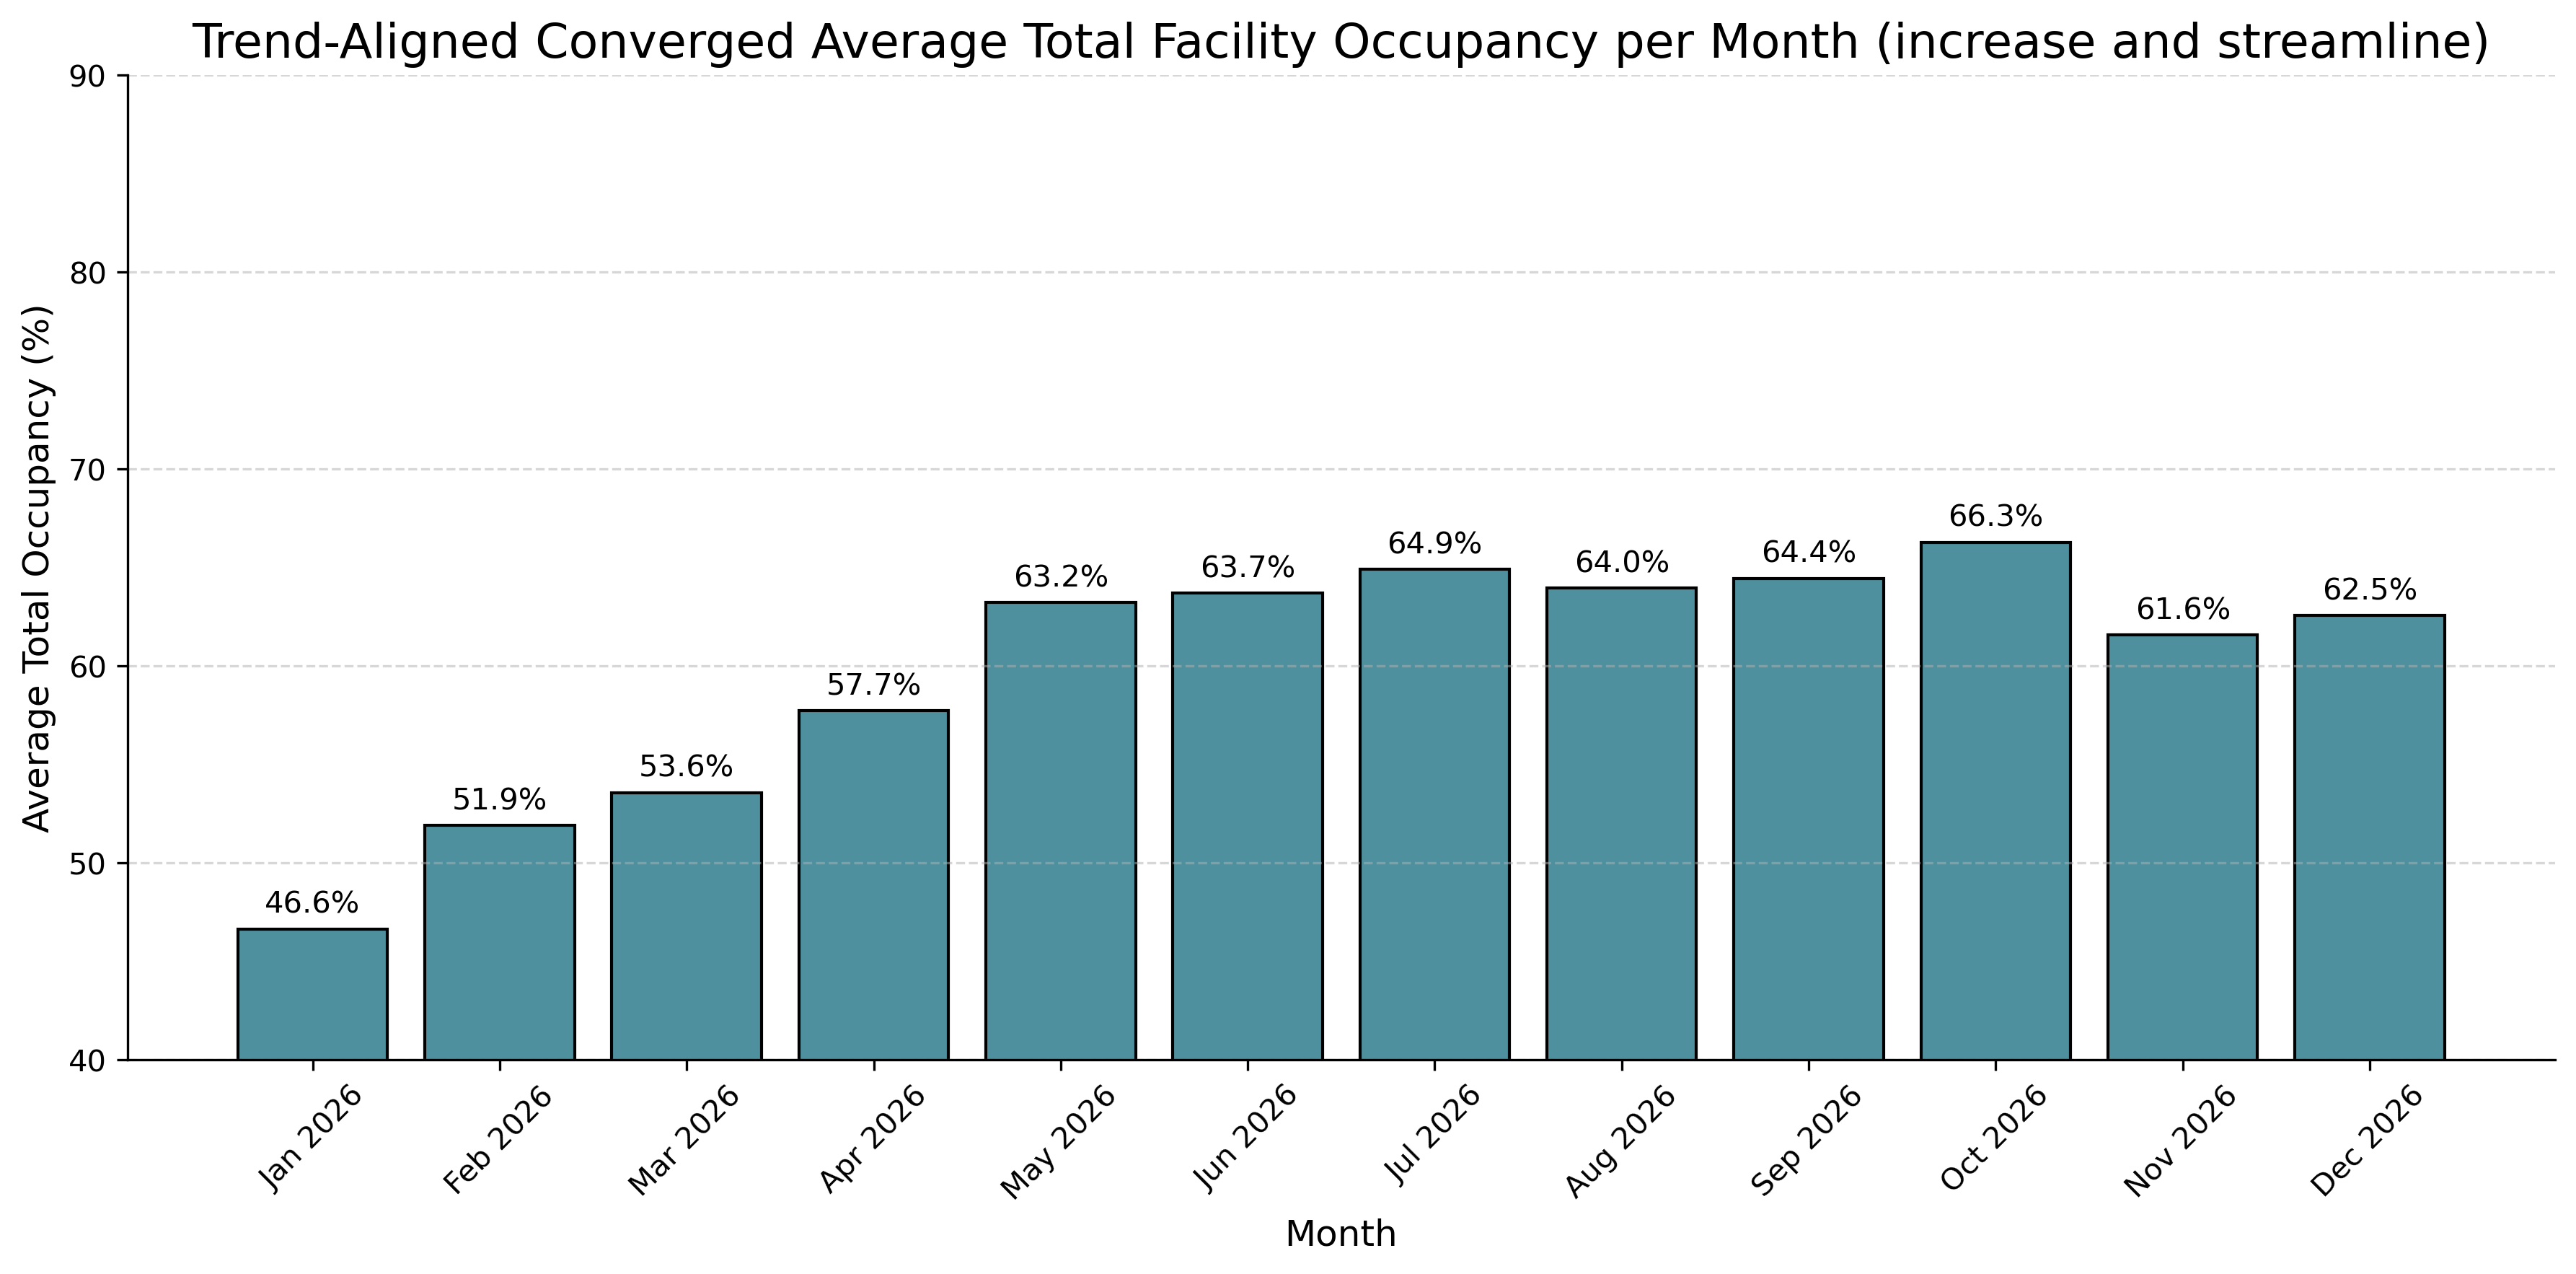 Trend-Aligned Converged Average Total Facility Occupancy per Month (increase and streamline)
Average Total Occupancy (%)
90
80
70
60
50
40
46.6%
51.9%
53.6%
57.7%
63.2%
63.7%
64.9%
64.0%
64.4%
66.3%
61.6%
62.5%
Jan 2026
Feb 2026
Mar 2026
Apr 2026
May 2026
Jun 2026
Jul 2026
Aug 2026
Sep 2026
Oct 2026
Nov 2026
Dec 2026
Month